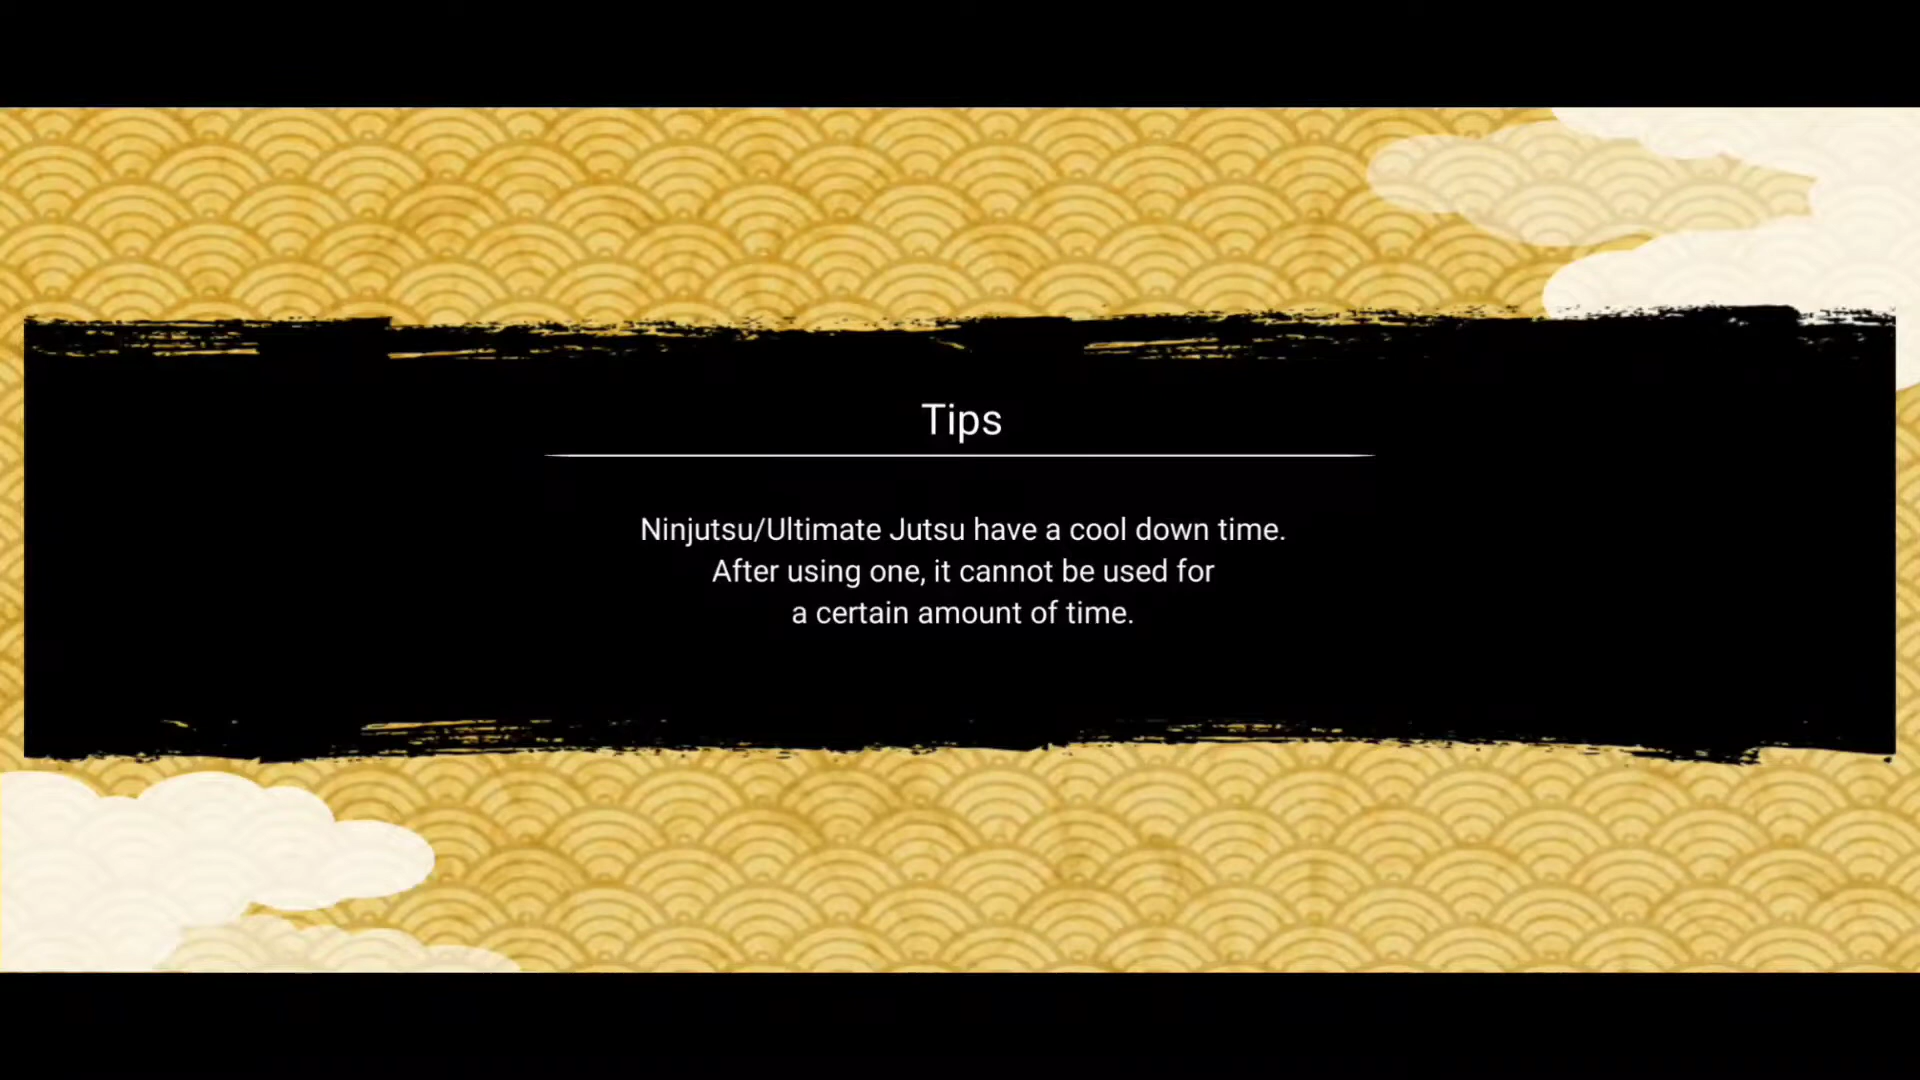 Tips
Ninjutsu/Ultimate Jutsu have a cool down time.
After using one, it cannot be used for
a certain amount of time.